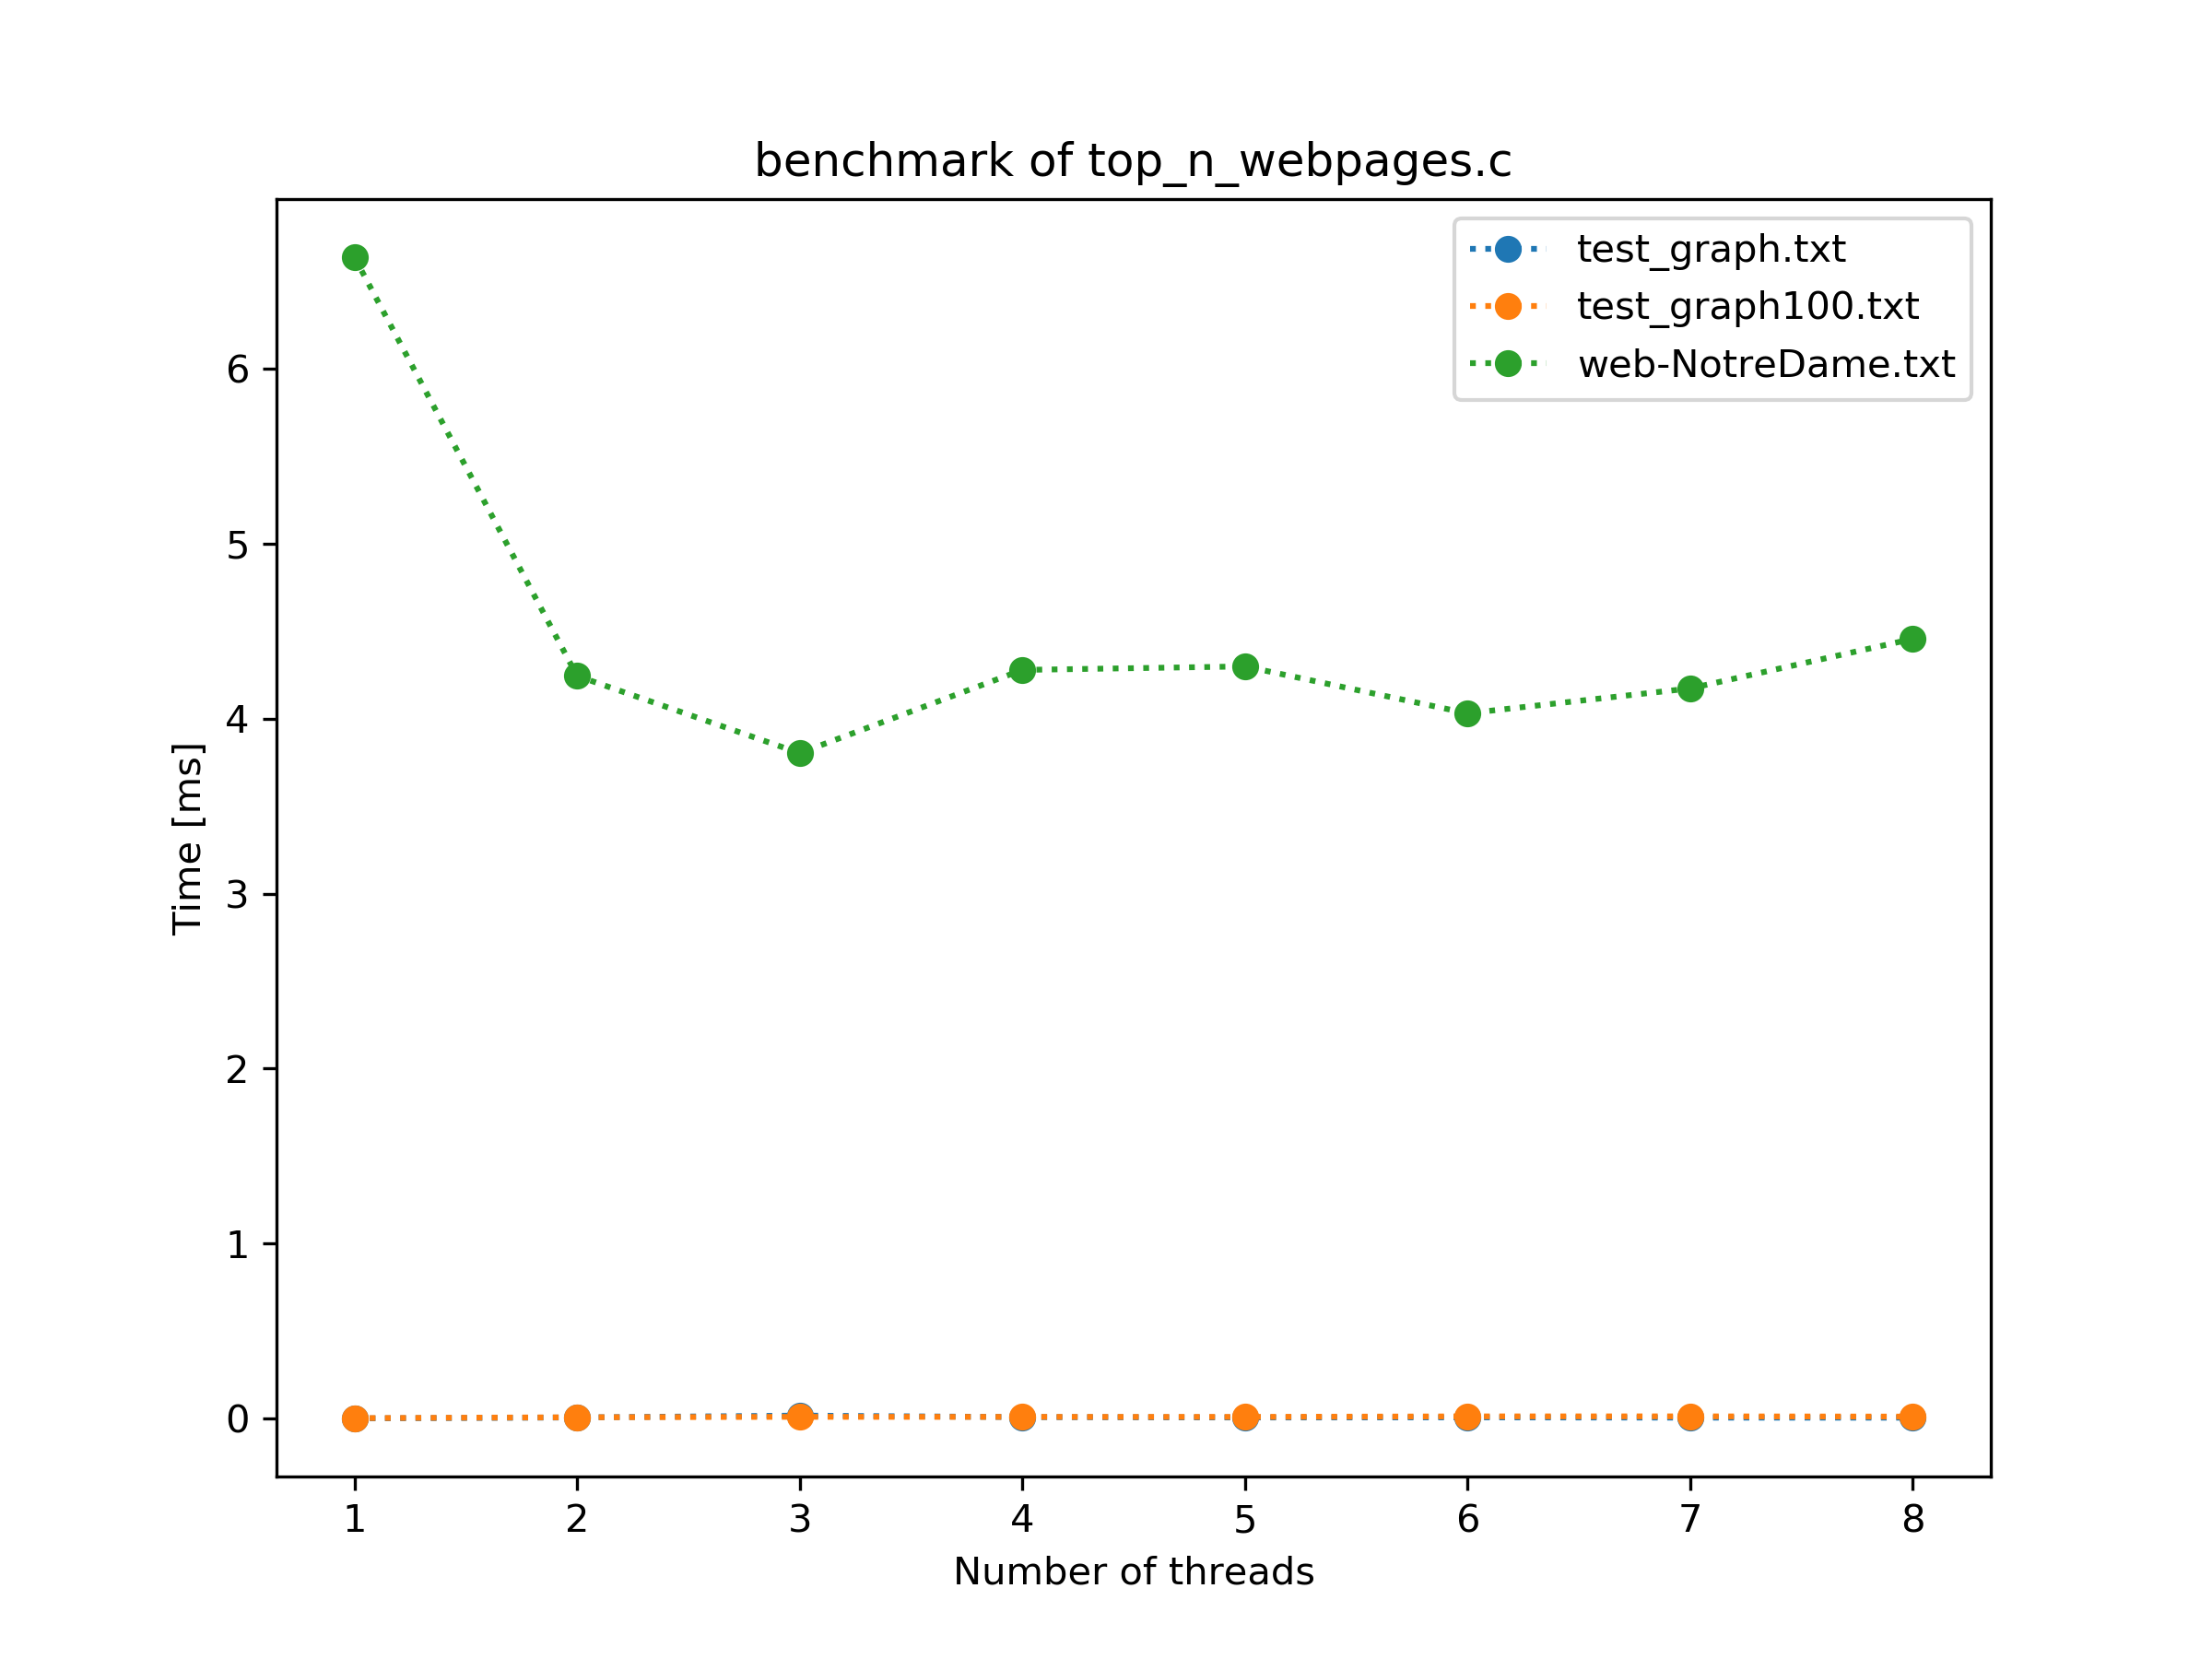 benchmark of top_n_webpages.c
test_graph.txt
test_graph100.txt
web-NotreDame.txt
6
5
4
3
2
1
0
Time [ms]
1 2 3 4 5 6 7 8
Number of threads